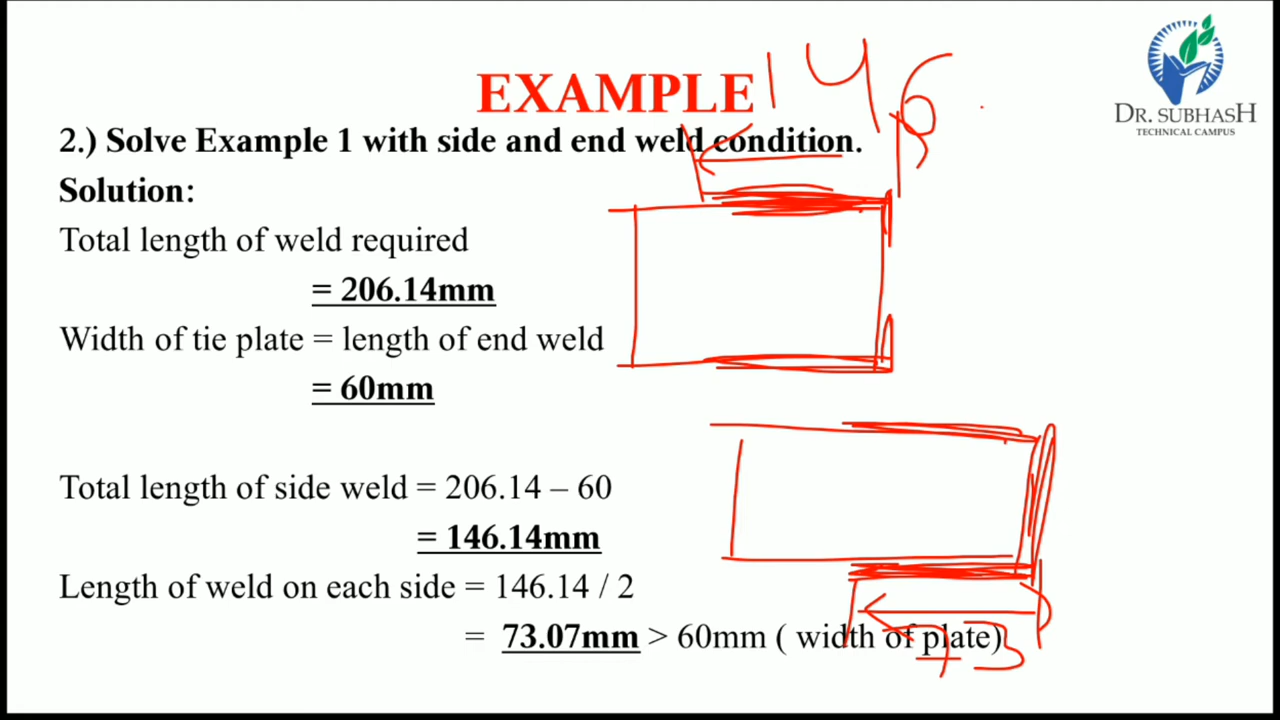 EXAMPLE
146
DR. SUBHASH
TECHNICAL CAMPUS
2.) Solve Example 1 with side and end weld condition.
Solution:
Total length of weld required
= 206.14mm
Width of tie plate = length of end weld
= 60mm
Total length of side weld = 206.14 – 60
= 146.14mm
Length of weld on each side = 146.14 / 2
= 73.07mm > 60mm ( width of plate)
73